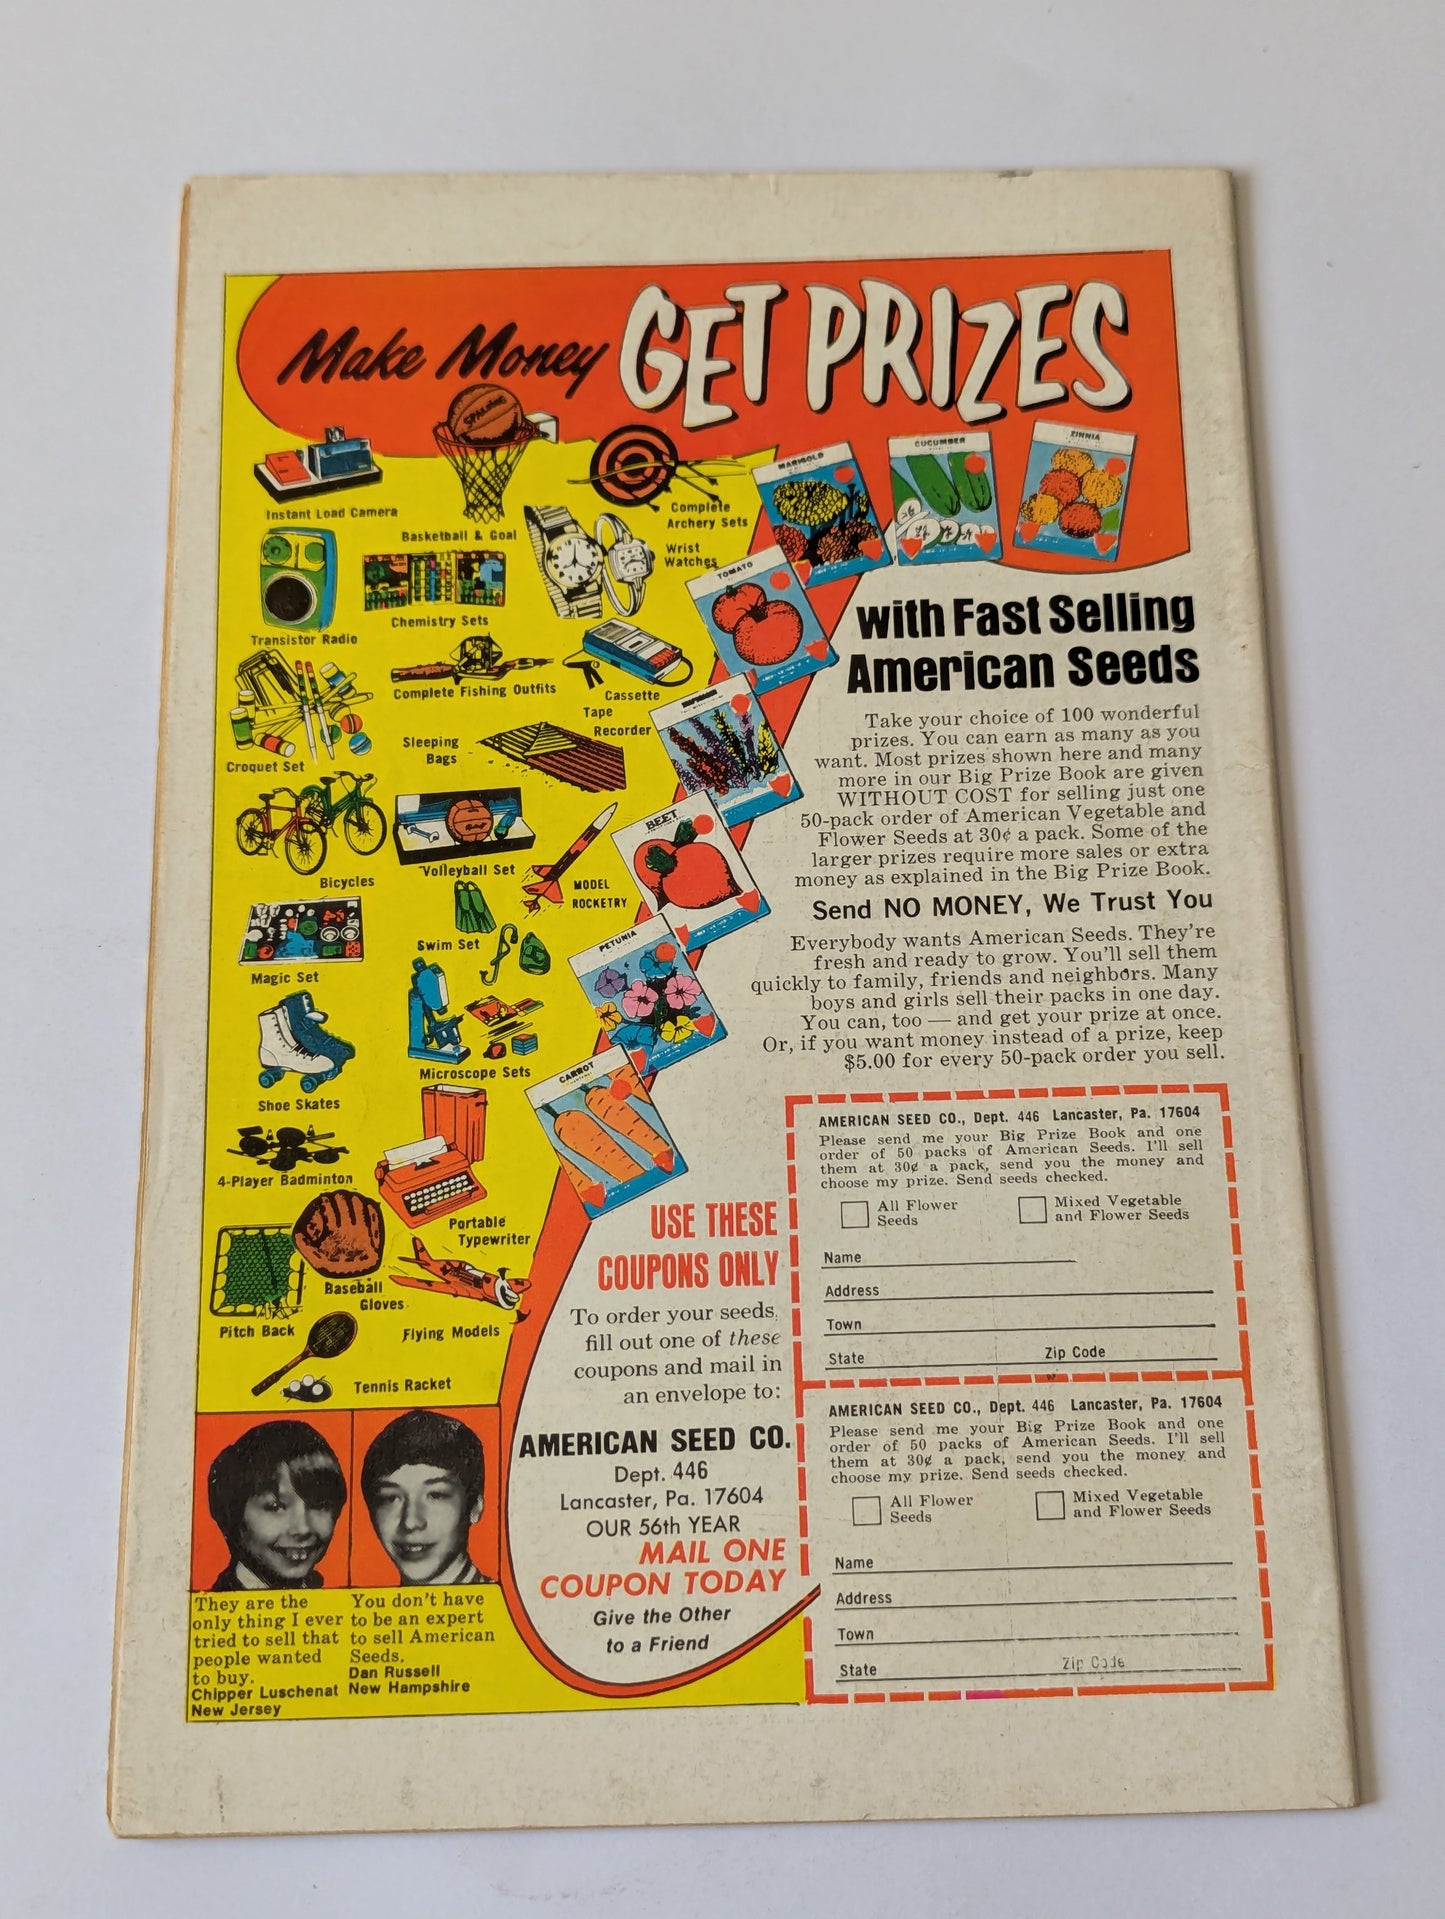 Make Money GET PRIZES
SPALDING
Instant Load Camera
Basketball & Goal
Complete
Archery Sets
Wrist
Watches
Transistor Radio
Chemistry Sets
Complete Fishing Outfits
Cassette
Tape
Recorder
Croquet Set
Sleeping
Bags
Bicycles
Volleyball Set
MODEL
ROCKETRY
Magic Set
Swim Set
Shoe Skates
Microscope Sets
4-Player Badminton
Portable
Typewriter
Baseball
Gloves
Pitch Back
Flying Models
Tennis Racket
MARIGOLD
CUCUMBER
ZINNIA
TOMATO
BEET
PETUNIA
CARROT
with Fast Selling
American Seeds
Take your choice of 100 wonderful
prizes. You can earn as many as you
want. Most prizes shown here and many
more in our Big Prize Book are given
WITHOUT COST for selling just one
50-pack order of American Vegetable and
Flower Seeds at 30¢ a pack. Some of the
larger prizes require more sales or extra
money as explained in the Big Prize Book.
Send NO MONEY, We Trust You
Everybody wants American Seeds. They're
fresh and ready to grow. You'll sell them
quickly to family, friends and neighbors. Many
boys and girls sell their packs in one day.
You can, too — and get your prize at once.
Or, if you want money instead of a prize, keep
$5.00 for every 50-pack order you sell.
USE THESE
COUPONS ONLY
To order your seeds,
fill out one of these
coupons and mail in
an envelope to:
AMERICAN SEED CO.
Dept. 446
Lancaster, Pa. 17604
OUR 56th YEAR
MAIL ONE
COUPON TODAY
Give the Other
to a Friend
AMERICAN SEED CO., Dept. 446 Lancaster, Pa. 17604
Please send me your Big Prize Book and one
order of 50 packs of American Seeds. I'll sell
them at 30¢ a pack, send you the money and
choose my prize. Send seeds checked.
All Flower
Seeds
Mixed Vegetable
and Flower Seeds
Name
Address
Town
State Zip Code
AMERICAN SEED CO., Dept. 446 Lancaster, Pa. 17604
Please send me your Big Prize Book and one
order of 50 packs of American Seeds. I'll sell
them at 30¢ a pack, send you the money and
choose my prize. Send seeds checked.
All Flower
Seeds
Mixed Vegetable
and Flower Seeds
Name
Address
Town
State Zip Code
They are the
only thing I ever
tried to sell that
people wanted
to buy.
Chipper Luschenat
New Jersey
You don't have
to be an expert
to sell American
Seeds.
Dan Russell
New Hampshire